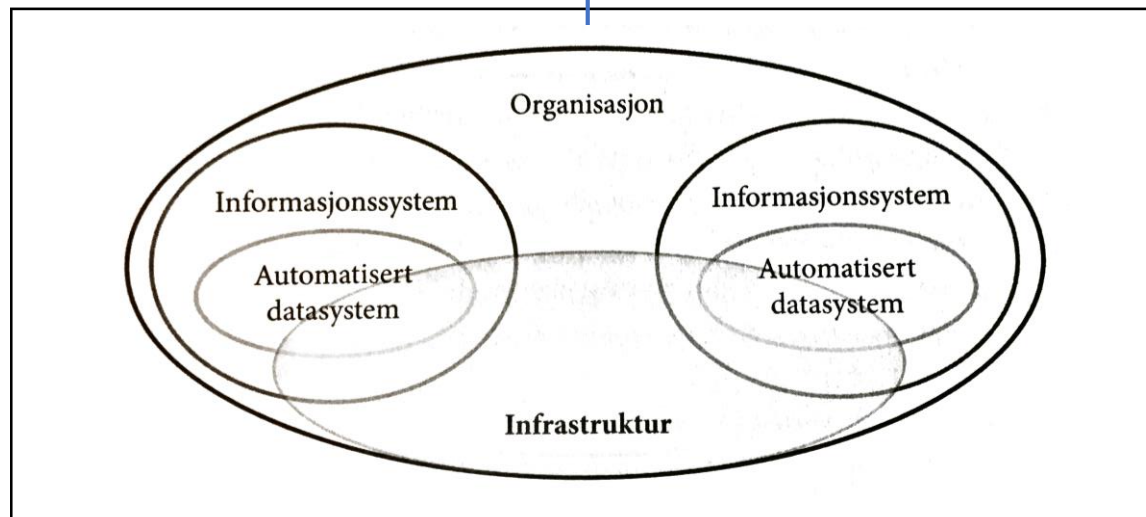 Organisasjon
Informasjonssystem
Automatisert
datasystem
Informasjonssystem
Automatisert
datasystem
Infrastruktur